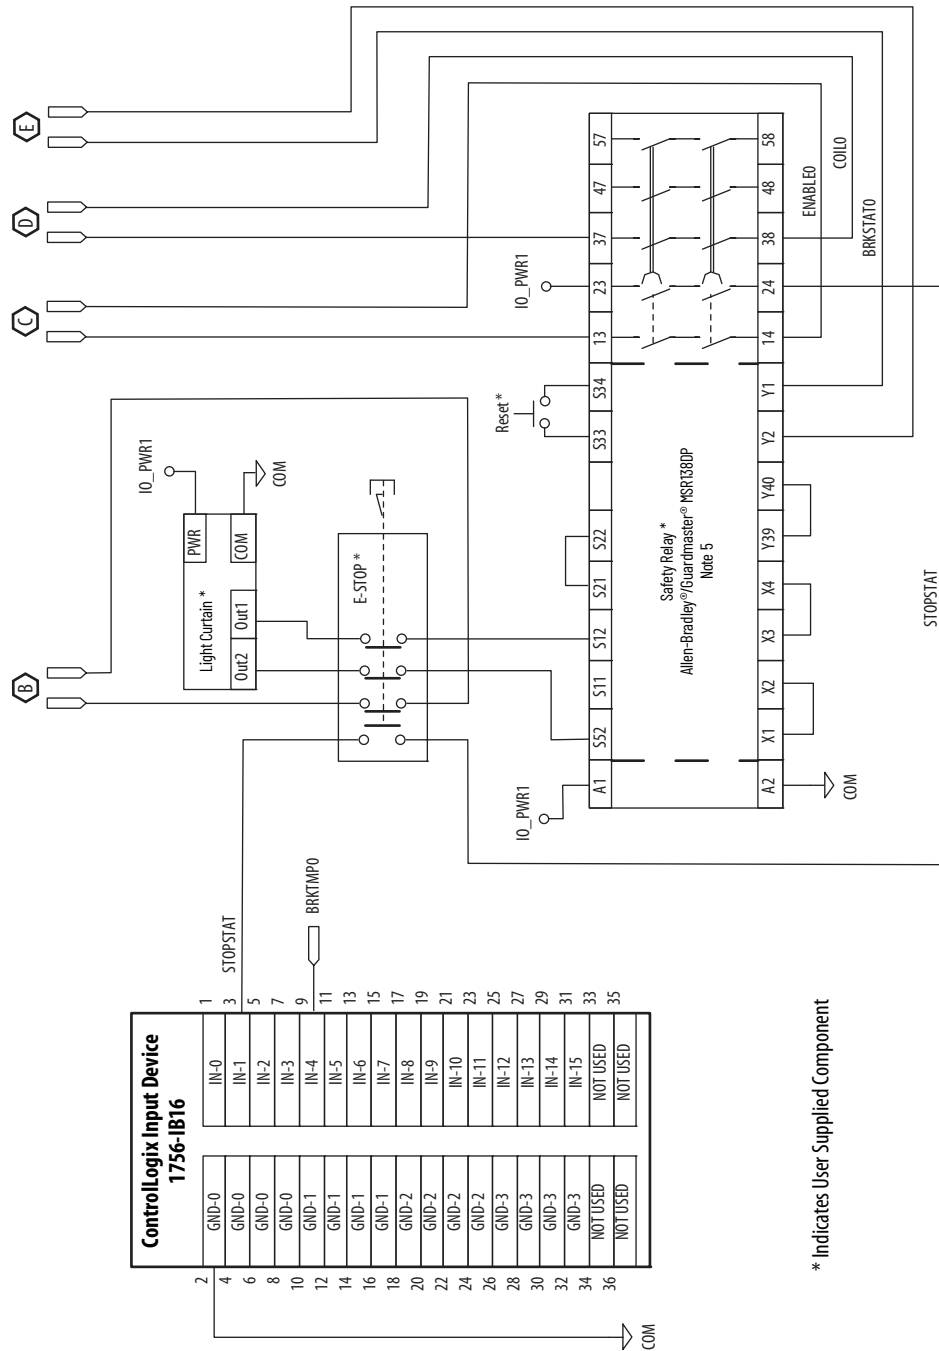 E
D
C
B
IO_PWR1
COM
PWR
COM
Light Curtain *
Out2
Out1
E-STOP *
Reset *
IO_PWR1
IO_PWR1
A1
S52
S11
S12
S21
S22
S33
S34
13
23
37
47
57
Safety Relay *
Allen-Bradley®/Guardmaster® MSR138DP
Note 5
A2
X1
X2
X3
X4
Y39
Y40
Y2
Y1
14
24
38
48
58
COM
ENABLE0
COIL0
BRKSTAT0
STOPSTAT
STOPSTAT
BRKTMP0
ControlLogix Input Device
1756-IB16
2 GND-0 IN-0 1
4 GND-0 IN-1 3
6 GND-0 IN-2 5
8 GND-0 IN-3 7
10 GND-1 IN-4 9
12 GND-1 IN-5 11
14 GND-1 IN-6 13
16 GND-1 IN-7 15
18 GND-2 IN-8 17
20 GND-2 IN-9 19
22 GND-2 IN-10 21
24 GND-2 IN-11 23
26 GND-3 IN-12 25
28 GND-3 IN-13 27
30 GND-3 IN-14 29
32 GND-3 IN-15 31
34 NOT USED NOT USED 33
36 NOT USED NOT USED 35
COM
* Indicates User Supplied Component